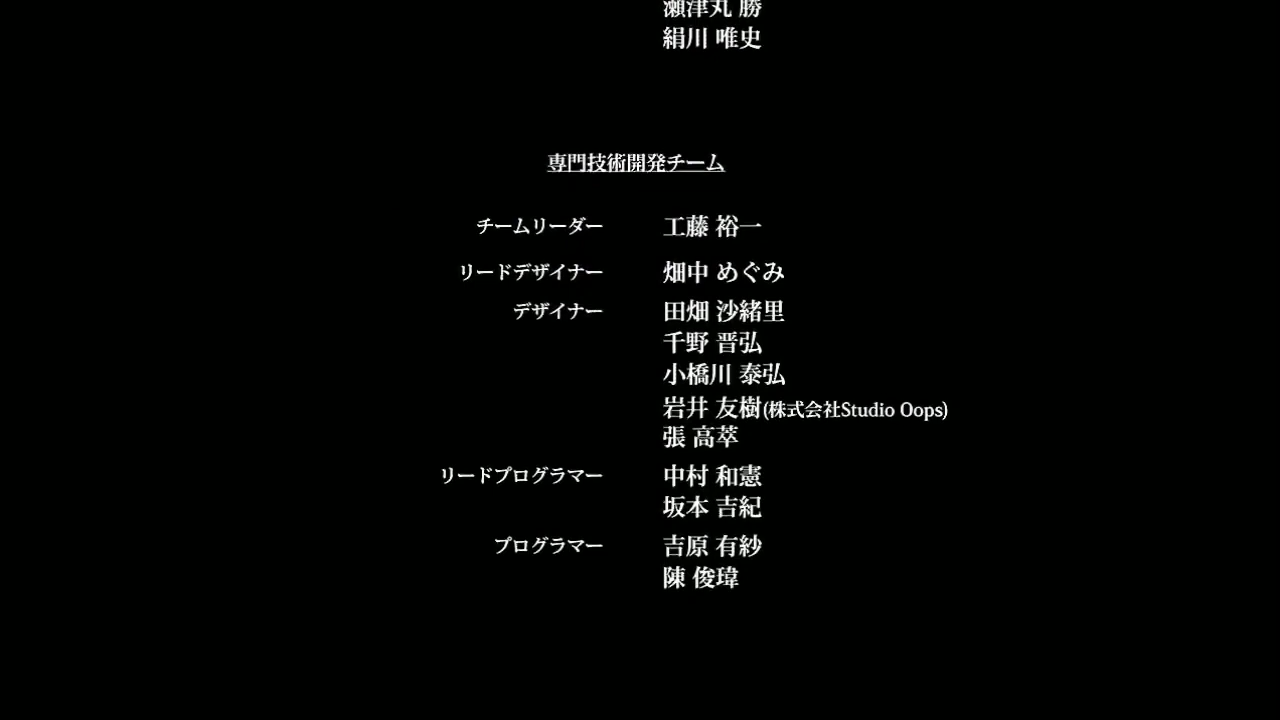 瀬津丸 勝
絹川 唯史
専門技術開発チーム
チームリーダー 工藤 裕一
リードデザイナー 畑中 めぐみ
デザイナー 田畑 沙緒里
千野 晋弘
小橋川 泰弘
岩井 友樹(株式会社Studio Oops)
張 高萃
リードプログラマー 中村 和憲
坂本 吉紀
プログラマー 吉原 有紗
陳 俊瑋